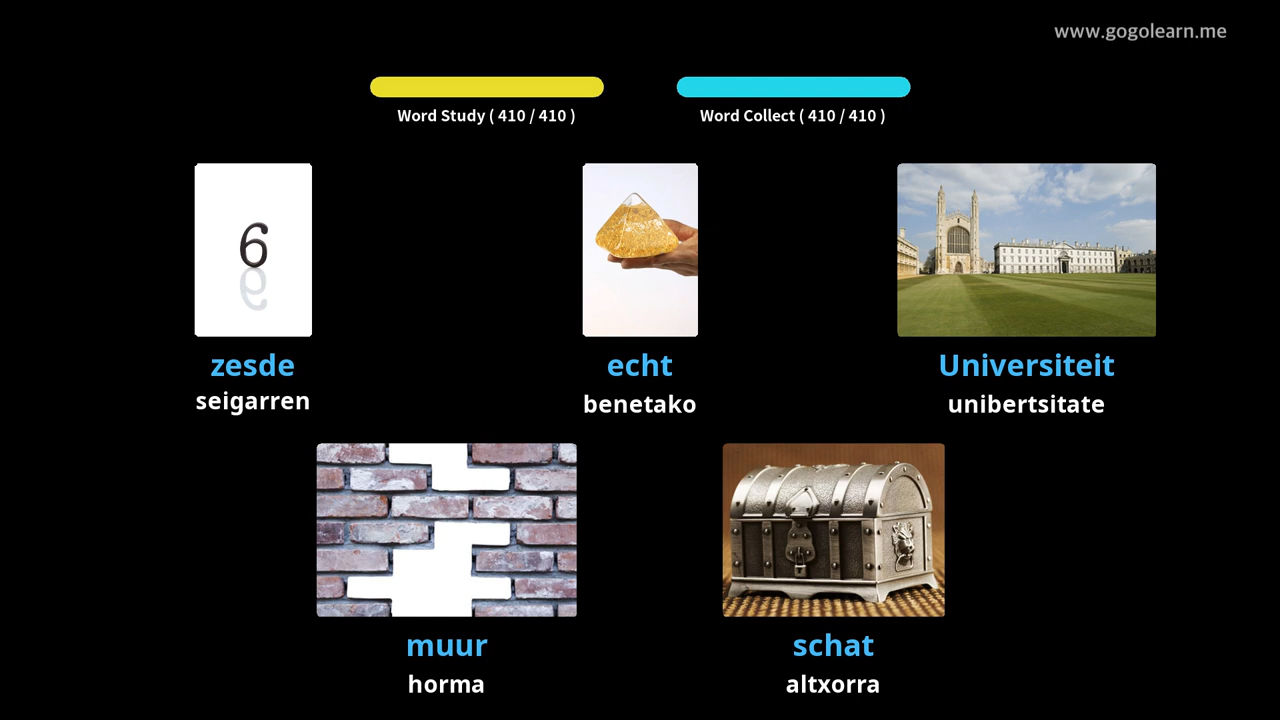 www.gogolearn.me
Word Study ( 410 / 410 )
Word Collect ( 410 / 410 )
6
zesde
seigarren
echt
benetako
Universiteit
unibertsitate
muur
horma
schat
altxorra